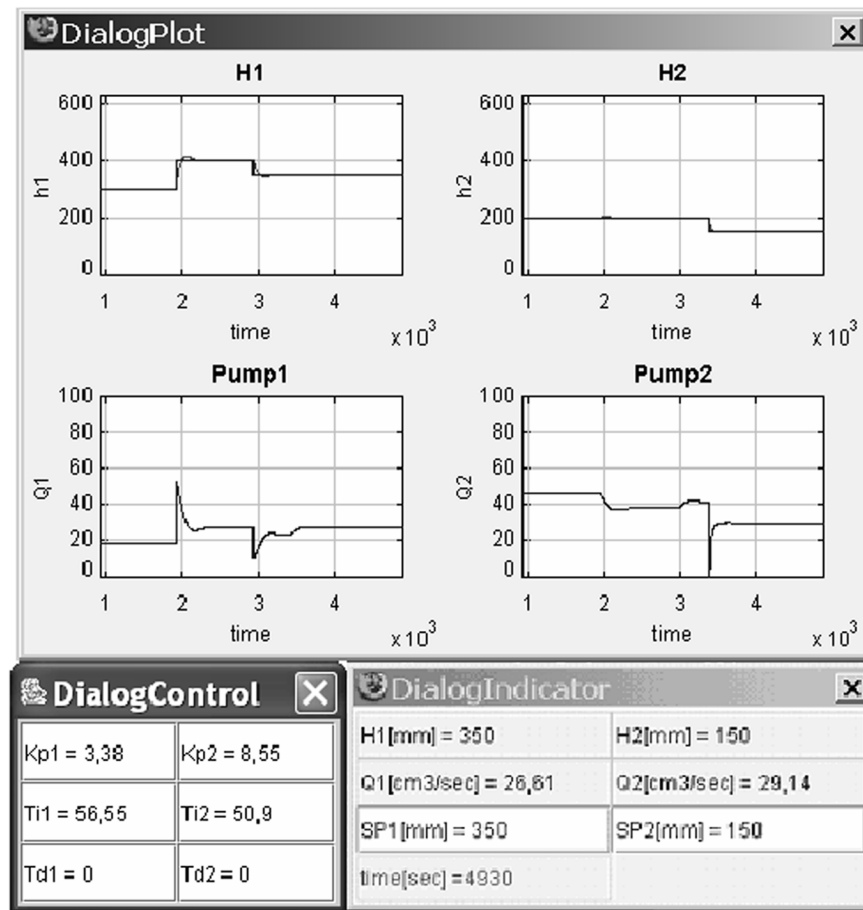 DialogPlot
H1
H2
600
400
200
0
h1
1 2 3 4
time
x 10^3
600
400
200
0
h2
1 2 3 4
time
x 10^3
Pump1
Pump2
100
80
60
40
20
0
Q1
1 2 3 4
time
x 10^3
100
80
60
40
20
0
Q2
1 2 3 4
time
x 10^3
DialogControl
Kp1 = 3,38 Kp2 = 8,55
Ti1 = 56,55 Ti2 = 50,9
Td1 = 0 Td2 = 0
DialogIndicator
H1[mm] = 350 H2[mm] = 150
Q1[cm3/sec] = 26,61 Q2[cm3/sec] = 29,14
SP1[mm] = 350 SP2[mm] = 150
time[sec] =4930